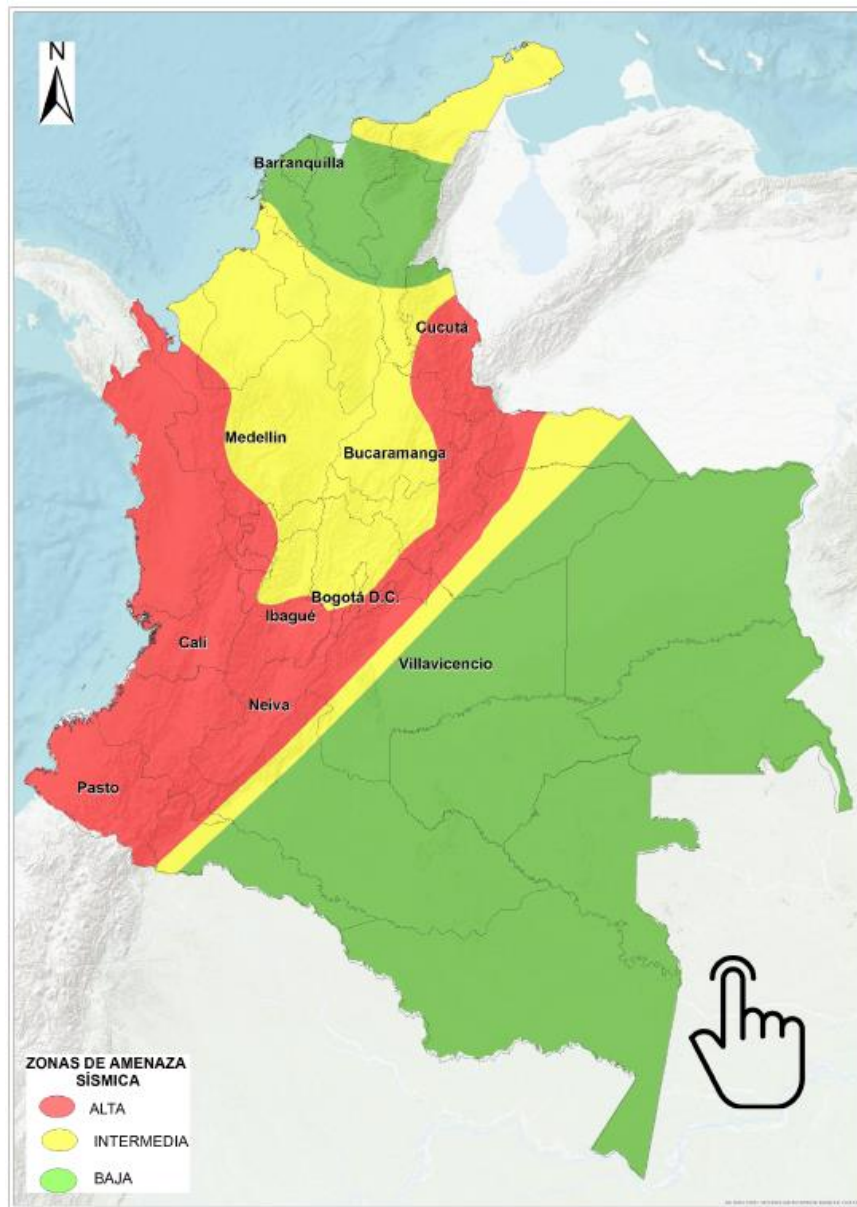 N
Barranquilla
Cucutá
Medellín
Bucaramanga
Bogotá D.C.
Ibagué
Cali
Villavicencio
Neiva
Pasto
ZONAS DE AMENAZA
SÍSMICA
ALTA
INTERMEDIA
BAJA